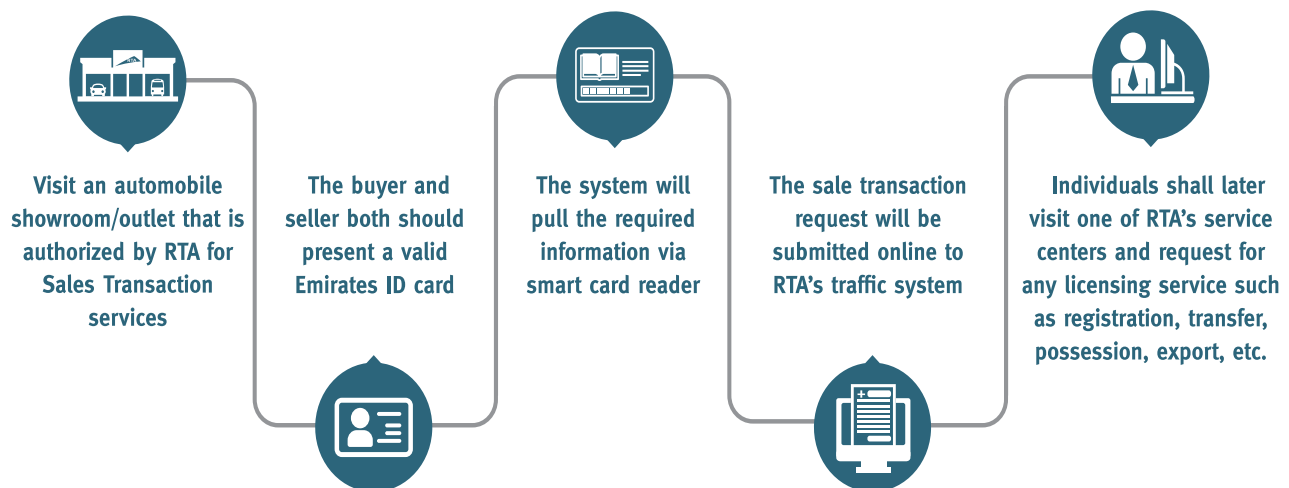 Visit an automobile
showroom/outlet that is
authorized by RTA for
Sales Transaction
services
The buyer and
seller both should
present a valid
Emirates ID card
The system will
pull the required
information via
smart card reader
The sale transaction
request will be
submitted online to
RTA's traffic system
Individuals shall later
visit one of RTA's service
centers and request for
any licensing service such
as registration, transfer,
possession, export, etc.